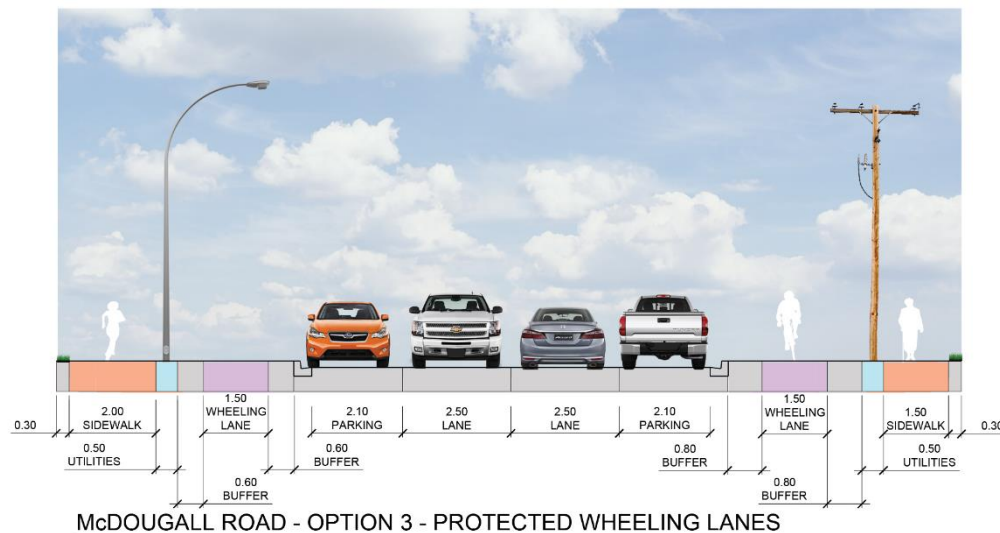 0.30
2.00
SIDEWALK
0.50
UTILITIES
1.50
WHEELING
LANE
0.60
BUFFER
0.60
BUFFER
2.10
PARKING
2.50
LANE
2.50
LANE
2.10
PARKING
0.80
BUFFER
1.50
WHEELING
LANE
0.80
BUFFER
1.50
SIDEWALK
0.50
UTILITIES
0.30
McDOUGALL ROAD - OPTION 3 - PROTECTED WHEELING LANES